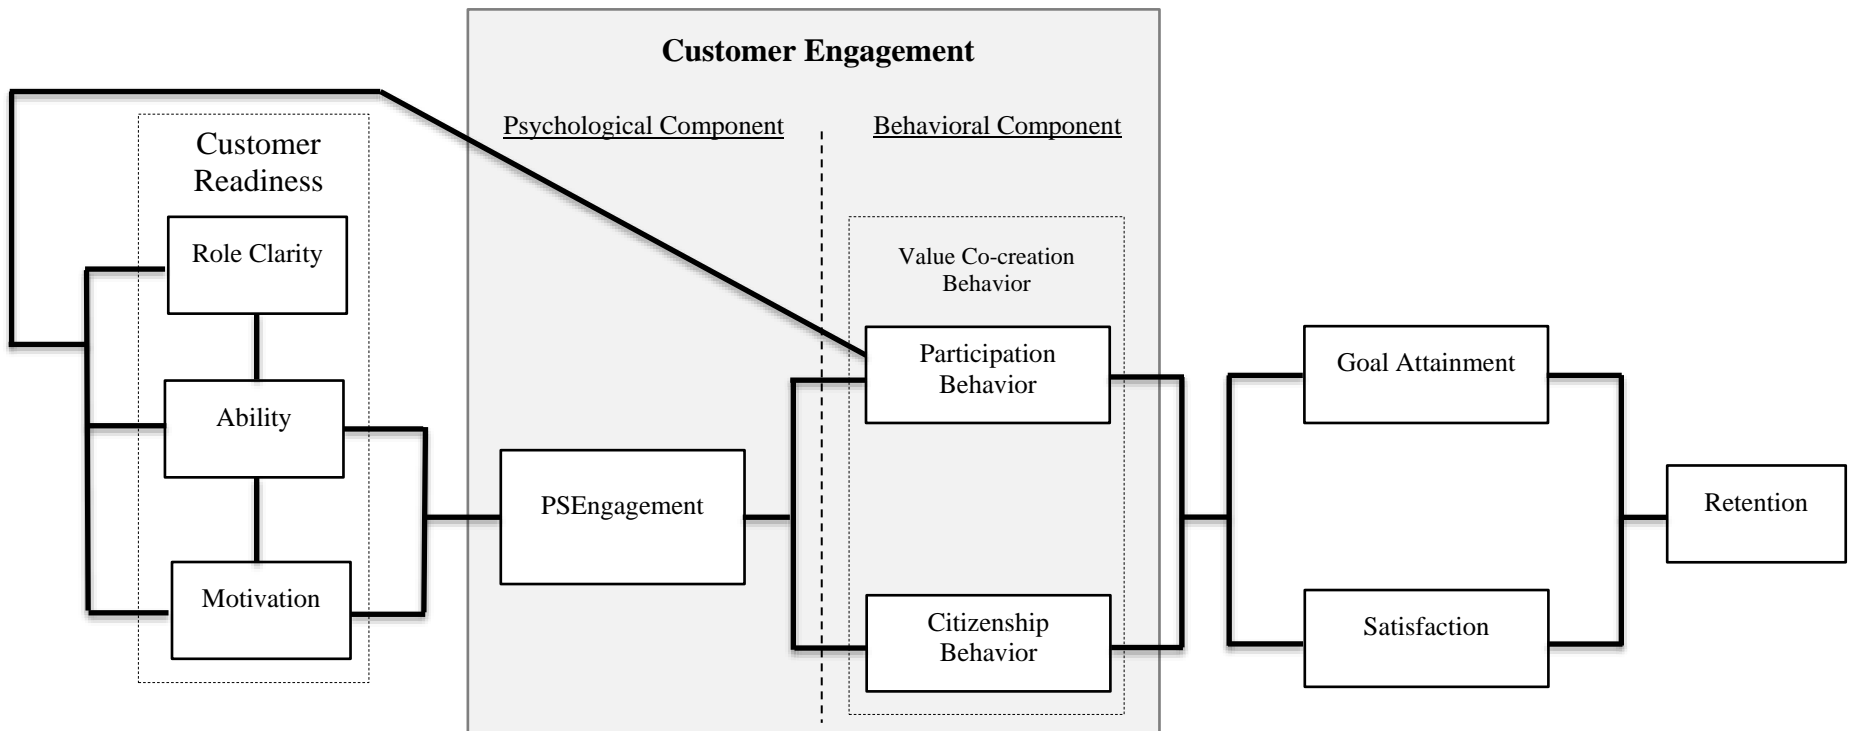 Customer Engagement
Psychological Component
Behavioral Component
Customer
Readiness
Role Clarity
Ability
Motivation
PSEngagement
Value Co-creation
Behavior
Participation
Behavior
Citizenship
Behavior
Goal Attainment
Satisfaction
Retention